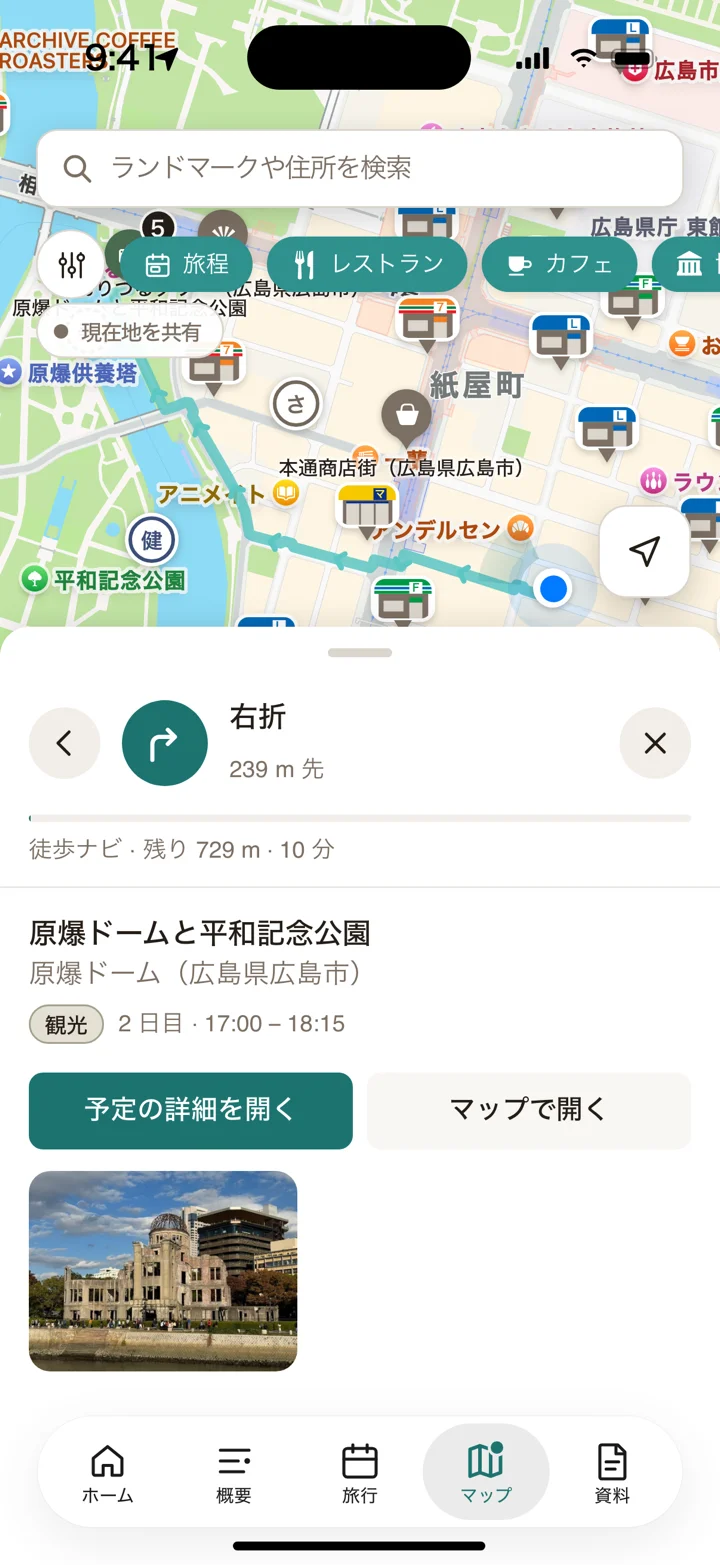 ARCHIVE COFFEE
ROASTERS
9:41
広島市
ランドマークや住所を検索
相
広島県庁 東館
5
旅程
レストラン
カフェ
原爆ドームと平和記念公園
現在地を共有
原爆供養塔
紙屋町
さ
本通商店街（広島県広島市）
アニメイト
アンデルセン
ラウ
健
平和記念公園
右折
239 m 先
徒歩ナビ · 残り 729 m · 10 分
原爆ドームと平和記念公園
原爆ドーム（広島県広島市）
観光
2 日目 · 17:00 – 18:15
予定の詳細を開く
マップで開く
ホーム
概要
旅行
マップ
資料